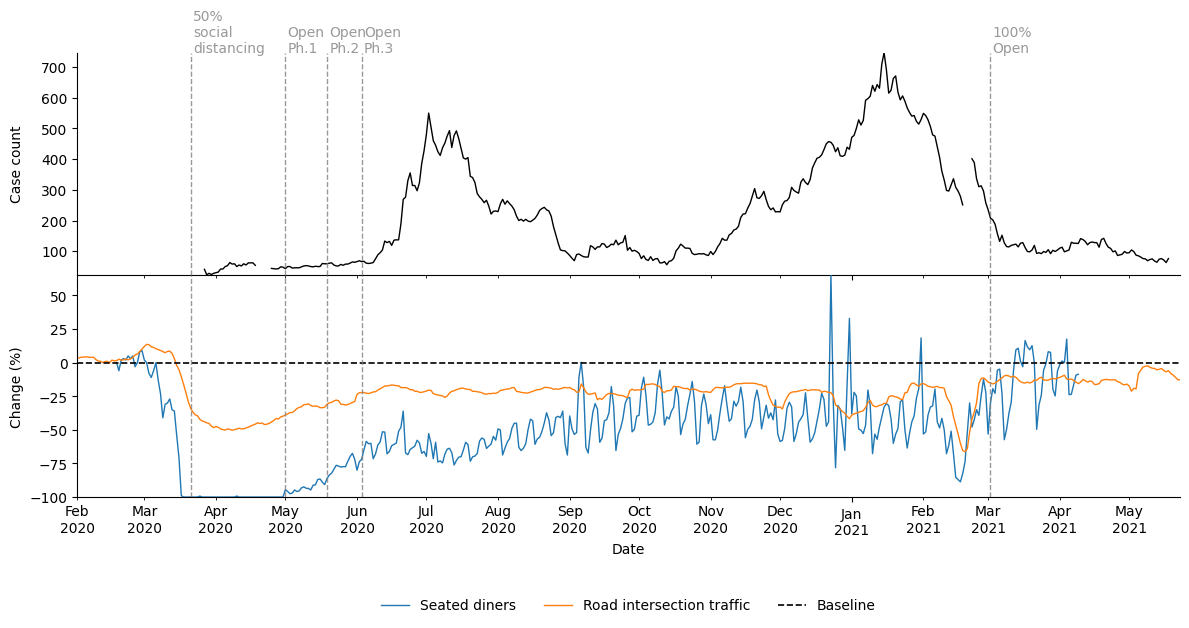 50%
social
distancing
Open
Ph.1
Open
Ph.2
Open
Ph.3
100%
Open
700
600
500
400
300
200
100
Case count
50
25
0
−25
−50
−75
−100
Change (%)
Feb
2020
Mar
2020
Apr
2020
May
2020
Jun
2020
Jul
2020
Aug
2020
Sep
2020
Oct
2020
Nov
2020
Dec
2020
Jan
2021
Feb
2021
Mar
2021
Apr
2021
May
2021
Date
Seated diners
Road intersection traffic
Baseline